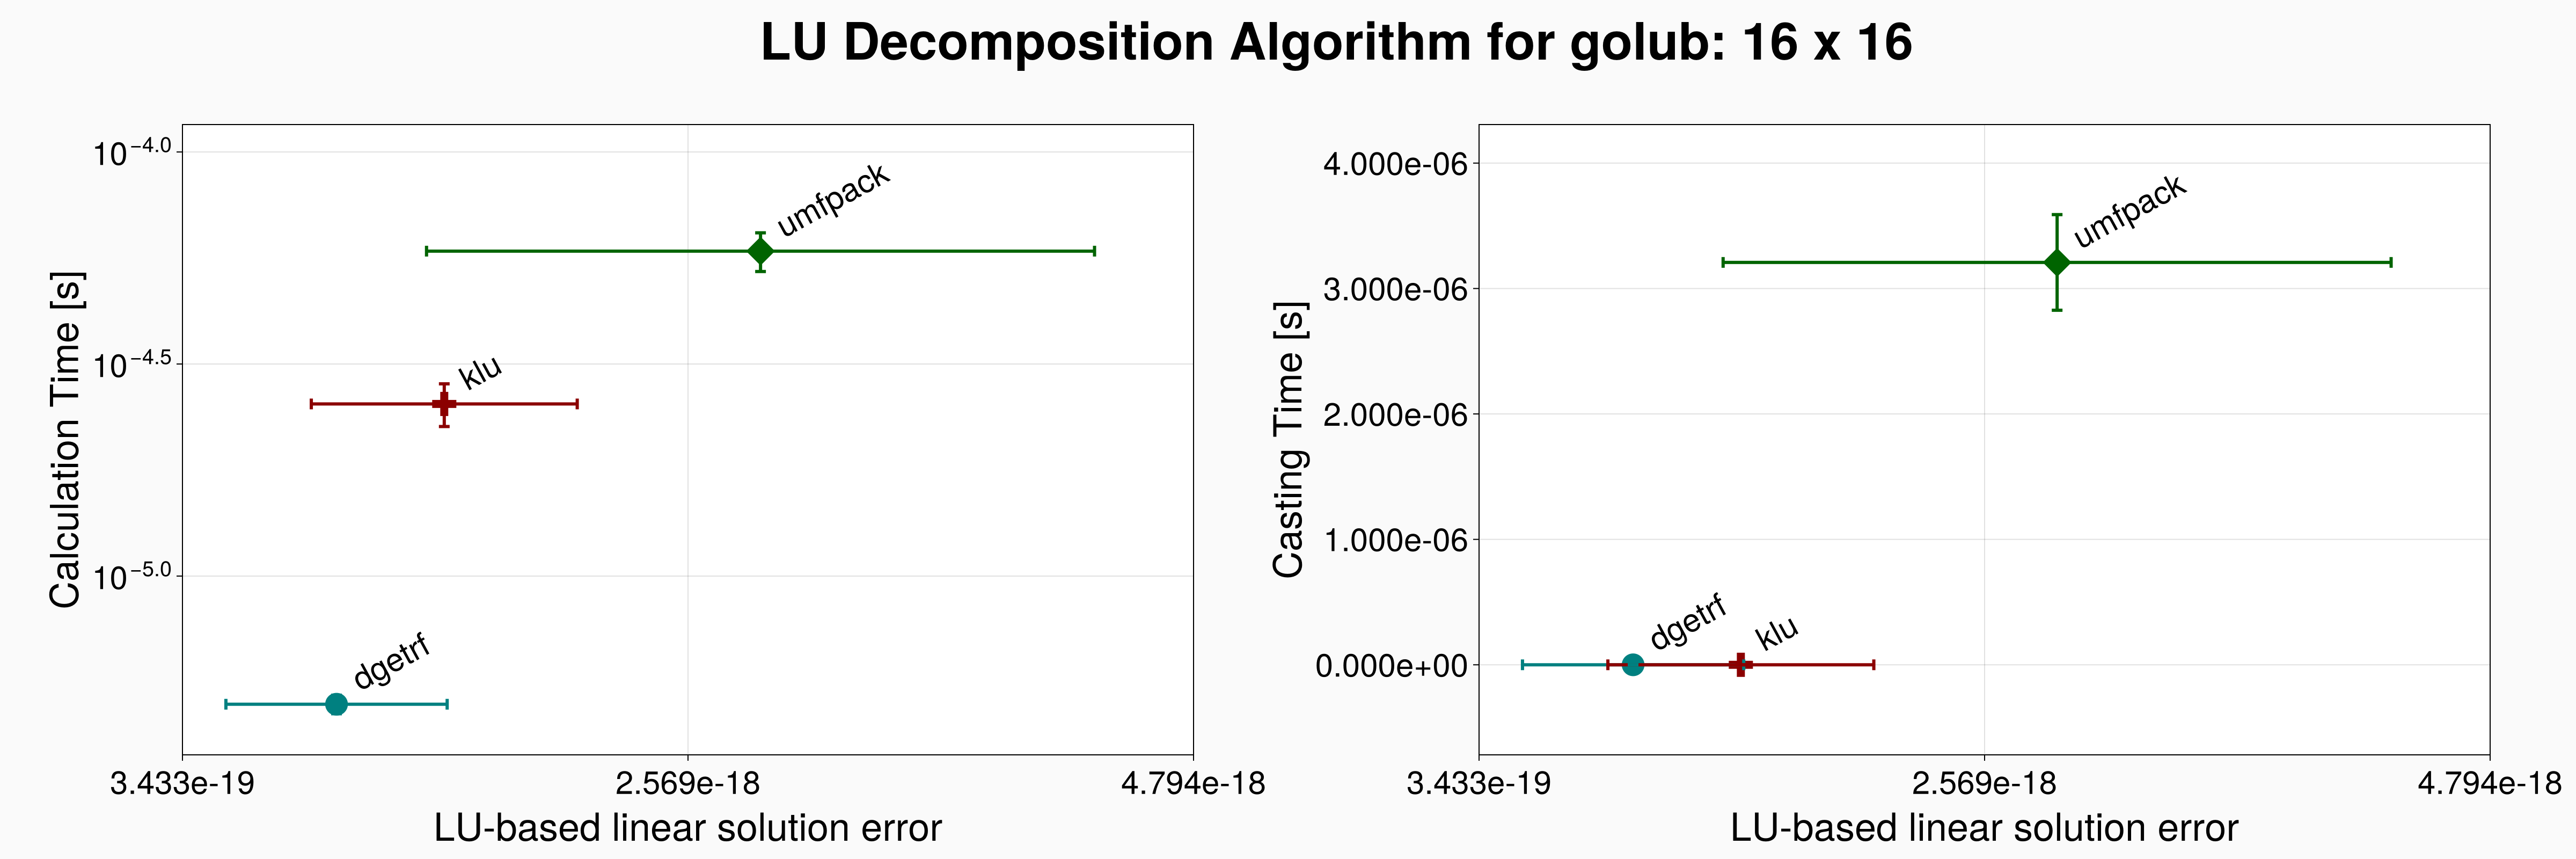 LU Decomposition Algorithm for golub: 16 x 16
Calculation Time [s]
10^−4.0
10^−4.5
10^−5.0
umfpack
klu
dgetrf
3.433e-19
2.569e-18
4.794e-18
LU-based linear solution error
Casting Time [s]
4.000e-06
3.000e-06
2.000e-06
1.000e-06
0.000e+00
umfpack
dgetrf
klu
3.433e-19
2.569e-18
4.794e-18
LU-based linear solution error